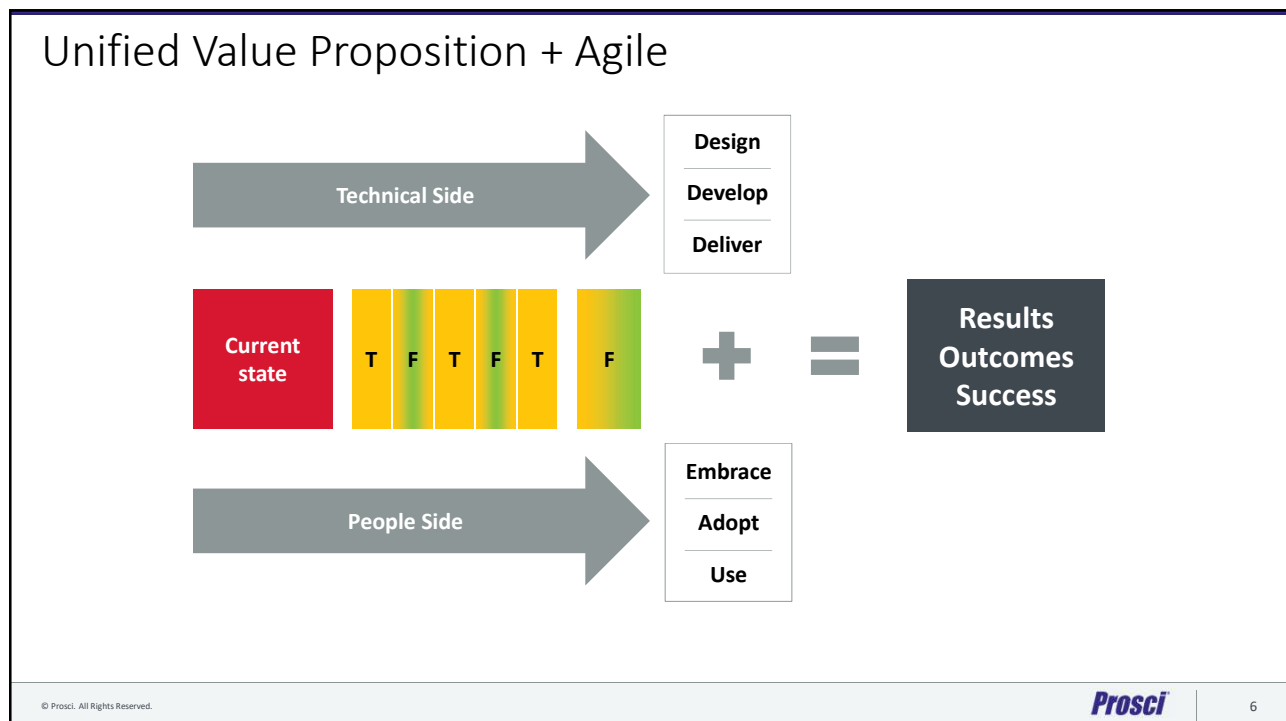 Unified Value Proposition + Agile
Technical Side
Design
Develop
Deliver
Current
state
T F T F T F
Results
Outcomes
Success
People Side
Embrace
Adopt
Use
© Prosci. All Rights Reserved.
Prosci®
6